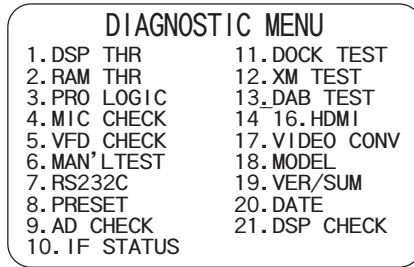 DIAGNOSTIC MENU
1.DSP THR
2.RAM THR
3.PRO LOGIC
4.MIC CHECK
5.VFD CHECK
6.MAN'LTEST
7.RS232C
8.PRESET
9.AD CHECK
10.IF STATUS
11.DOCK TEST
12.XM TEST
13.DAB TEST
14~16.HDMI
17.VIDEO CONV
18.MODEL
19.VER/SUM
20.DATE
21.DSP CHECK